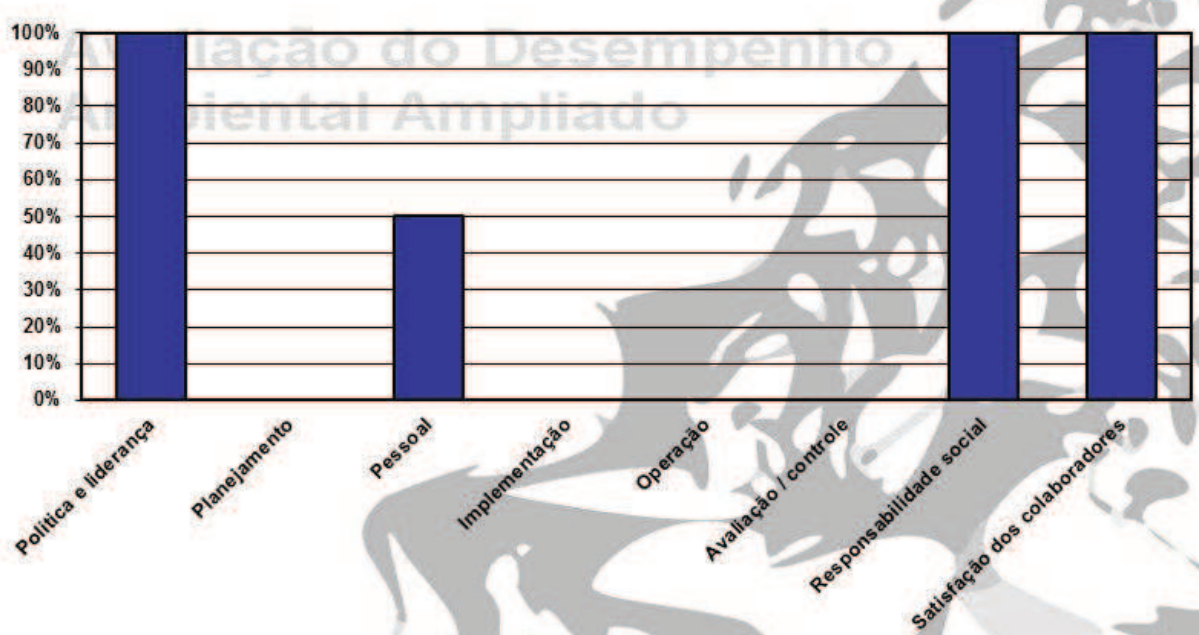 Avaliação do Desempenho
Ambiental Ampliado
100%
90%
80%
70%
60%
50%
40%
30%
20%
10%
0%
Politica e liderança
Planejamento
Pessoal
Implementação
Operação
Avaliação / controle
Responsabilidade social
Satisfação dos colaboradores